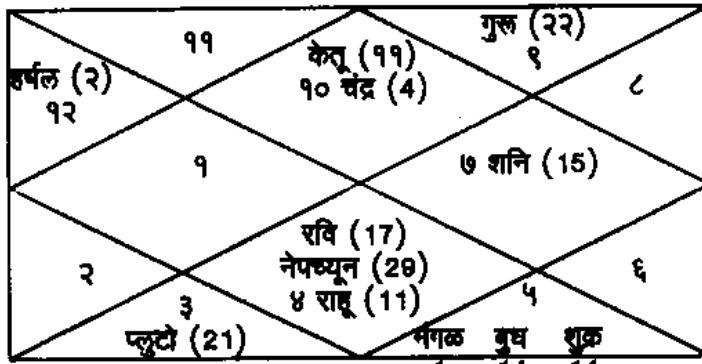 ११
गुरू (२२)
९
केतू (११)
१० चंद्र (4)
हर्षल (२)
१२
८
१
७ शनि (15)
रवि (17)
नेपच्यून (29)
४ राहू (11)
२
३
प्लुटो (21)
५
६
मंगळ बुध शुक्र